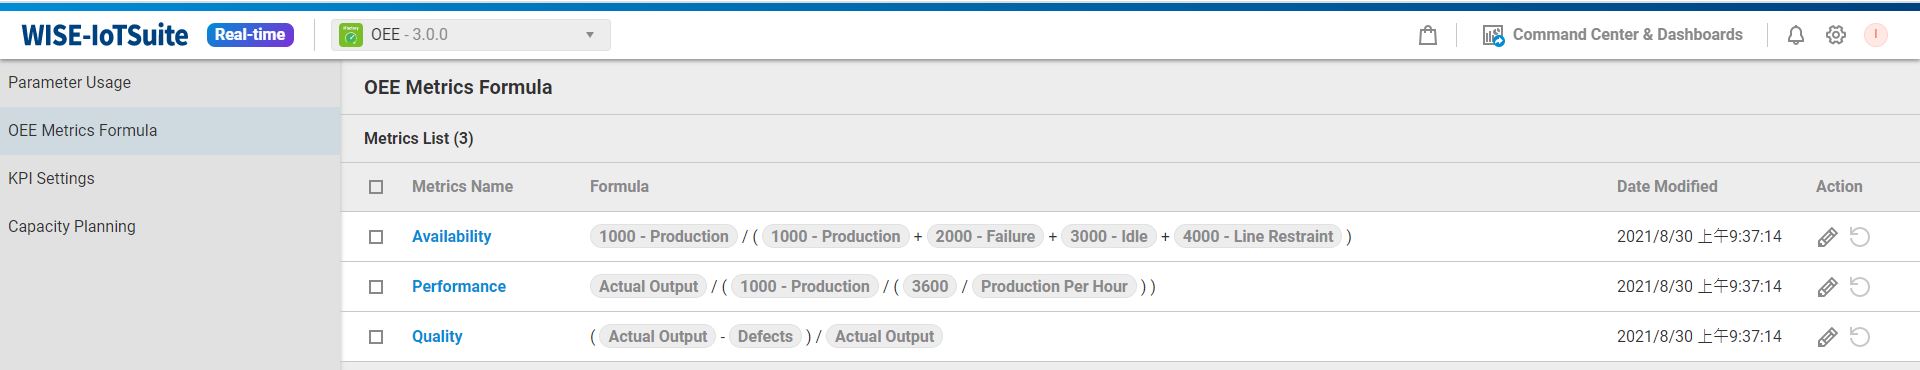 WISE-IoTSuite Real-time OEE - 3.0.0 Command Center & Dashboards I
Parameter Usage
OEE Metrics Formula
KPI Settings
Capacity Planning
OEE Metrics Formula
Metrics List (3)
Metrics Name Formula Date Modified Action
Availability 1000 - Production / ( 1000 - Production + 2000 - Failure + 3000 - Idle + 4000 - Line Restraint ) 2021/8/30 上午9:37:14
Performance Actual Output / ( 1000 - Production / ( 3600 / Production Per Hour ) ) 2021/8/30 上午9:37:14
Quality ( Actual Output - Defects ) / Actual Output 2021/8/30 上午9:37:14